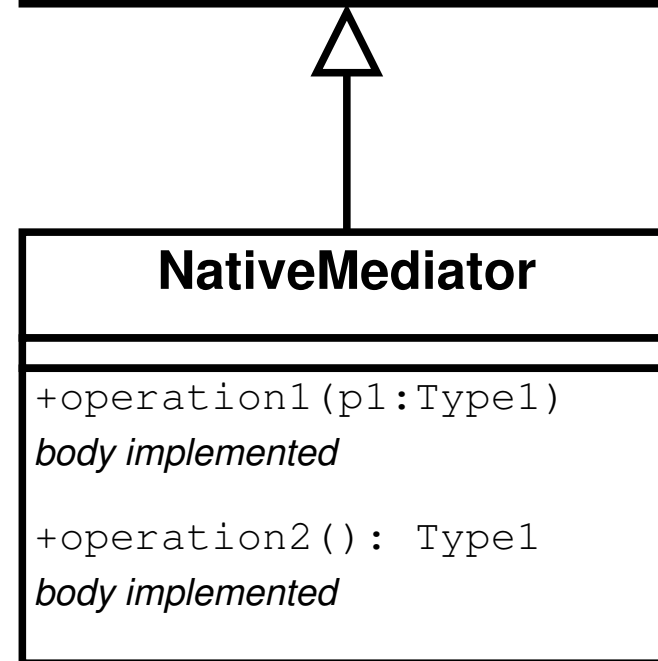 NativeMediator
+operation1(p1:Type1)
body implemented
+operation2(): Type1
body implemented